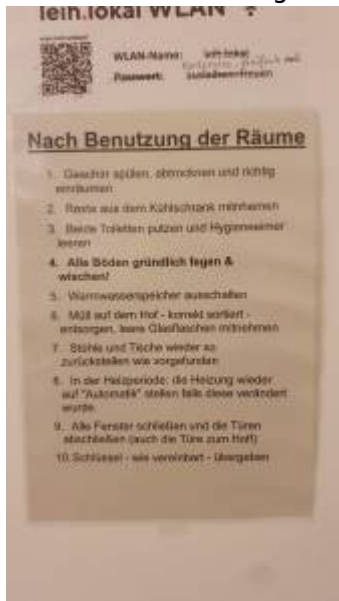 leih.lokal WLAN
WLAN-Name:
Passwort: ausleihenerfreuen
Nach Benutzung der Räume
1. Geschirr spülen, abtrocknen und richtig
einräumen
2. Reste aus dem Kühlschrank mitnehmen
3. Beide Toiletten putzen und Hygieneeimer
leeren
4. Alle Böden gründlich fegen &
wischen!
5. Warmwasserspeicher ausschalten
6. Müll auf dem Hof - korrekt sortiert -
entsorgen, leere Glasflaschen mitnehmen
7. Stühle und Tische wieder so
zurückstellen wie vorgefunden
8. In der Heizperiode: die Heizung wieder
auf "Automatik" stellen falls diese verändert
wurde.
9. Alle Fenster schließen und die Türen
abschließen (auch die Türe zum Hof!)
10. Schlüssel - wie vereinbart - übergeben